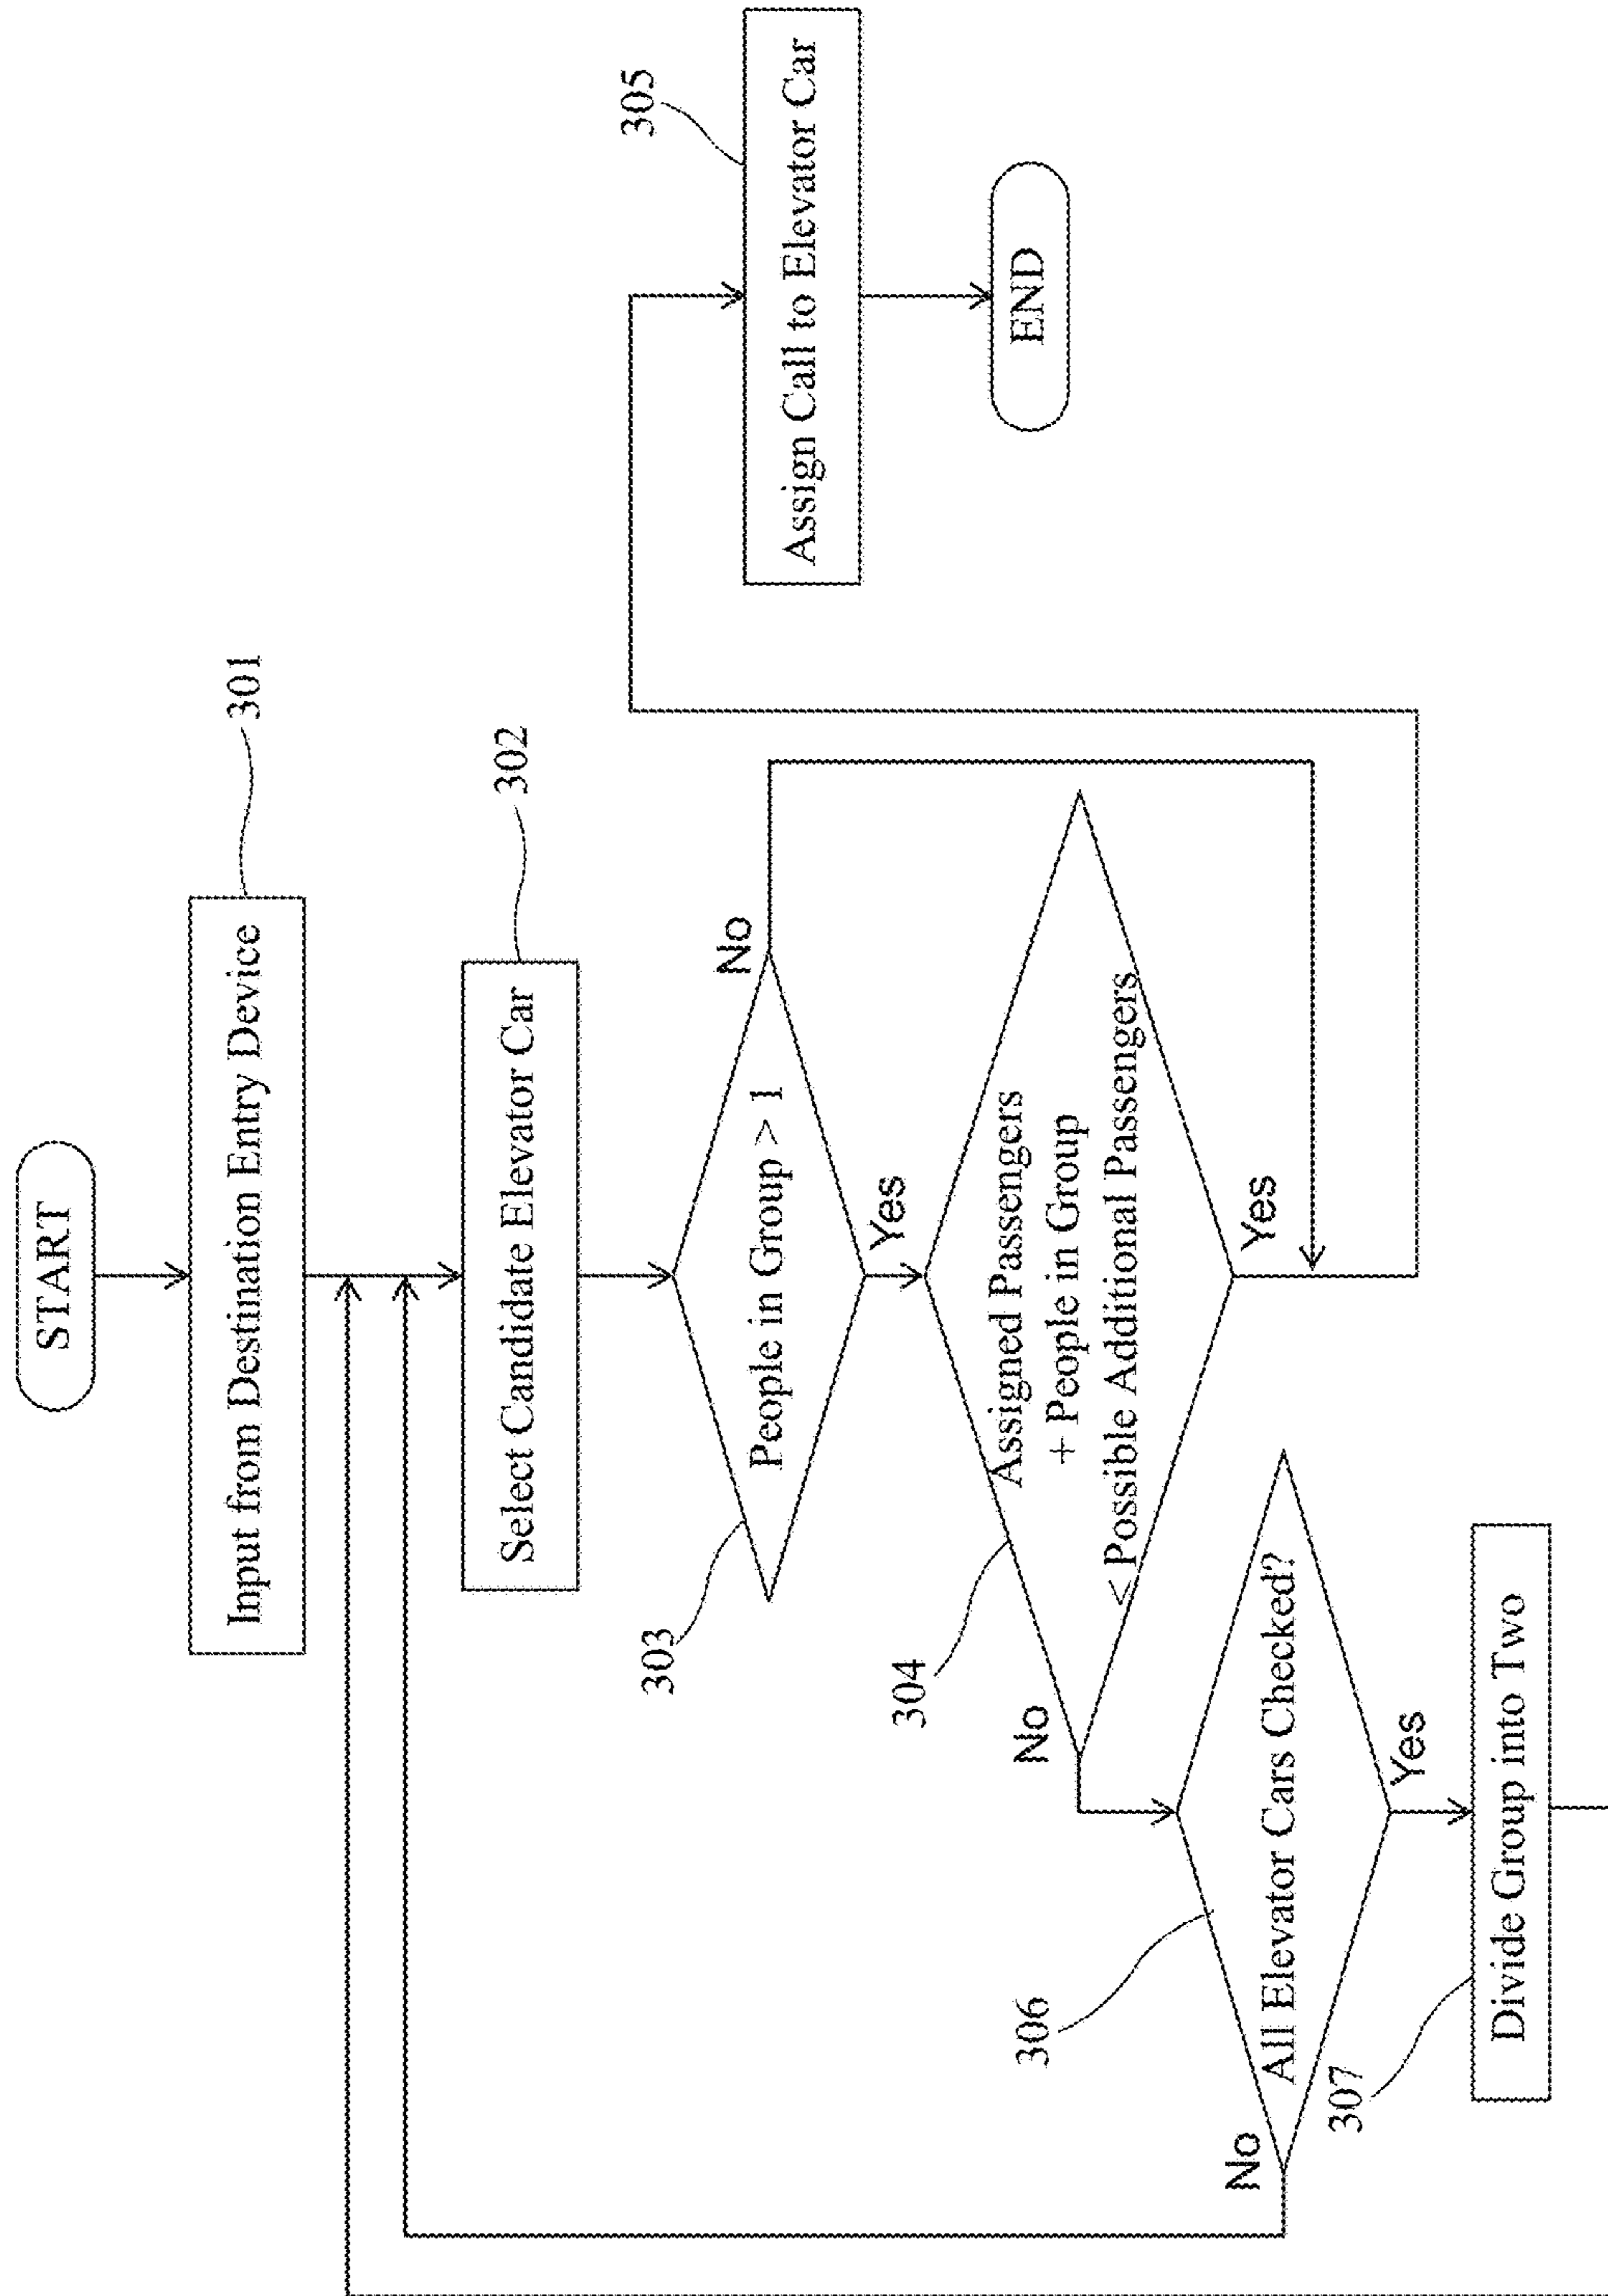 START
Input from Destination Entry Device
301
Select Candidate Elevator Car
302
People in Group > 1
303
No
Yes
Assigned Passengers
+ People in Group
< Possible Additional Passengers
304
No
Yes
All Elevator Cars Checked?
306
No
Yes
Divide Group into Two
307
305
Assign Call to Elevator Car
END